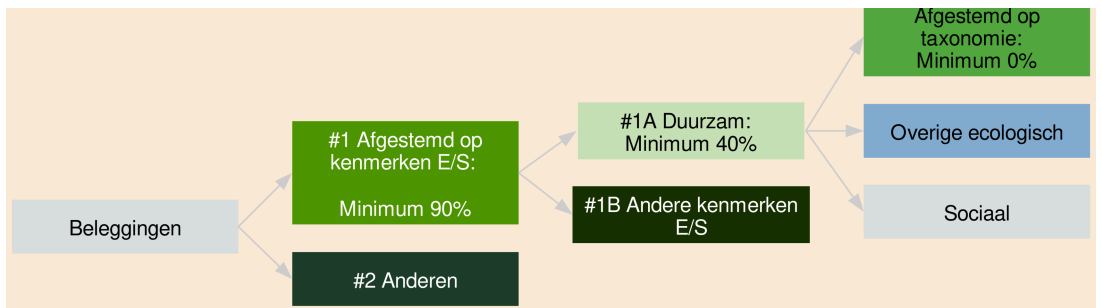 Beleggingen
#1 Afgestemd op
kenmerken E/S:
Minimum 90%
#2 Anderen
#1A Duurzam:
Minimum 40%
#1B Andere kenmerken
E/S
Afgestemd op
taxonomie:
Minimum 0%
Overige ecologisch
Sociaal